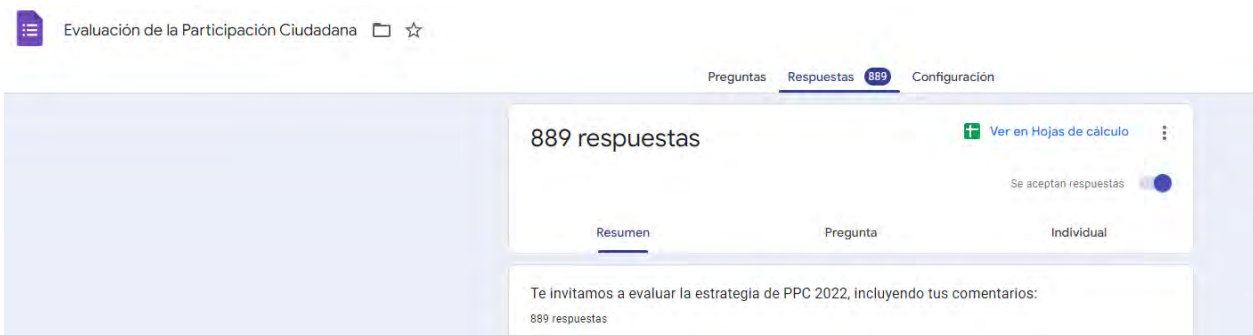 Evaluación de la Participación Ciudadana
Preguntas Respuestas 889 Configuración
889 respuestas
Ver en Hojas de cálculo
Se aceptan respuestas
Resumen Pregunta Individual
Te invitamos a evaluar la estrategia de PPC 2022, incluyendo tus comentarios:
889 respuestas